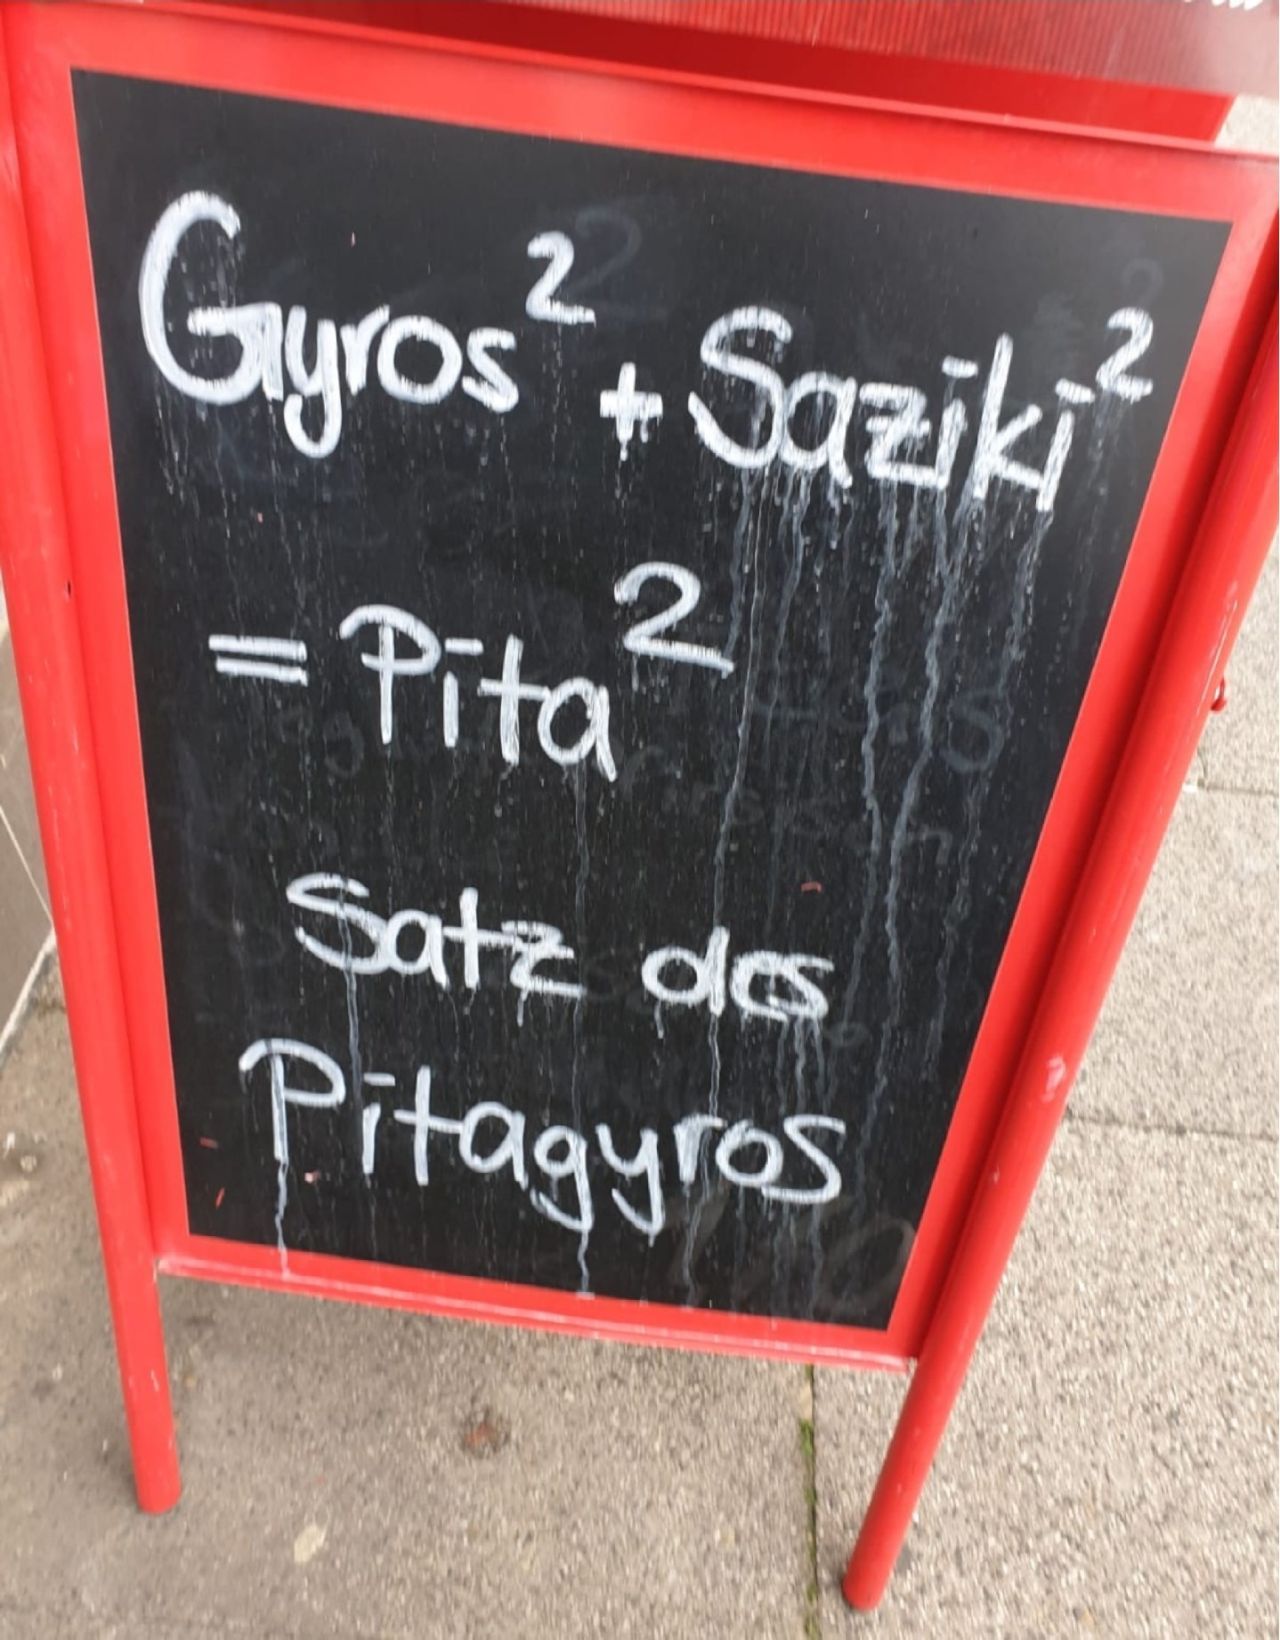 Gyros² + Saziki²
= Pita²
Satz des
Pitagyros